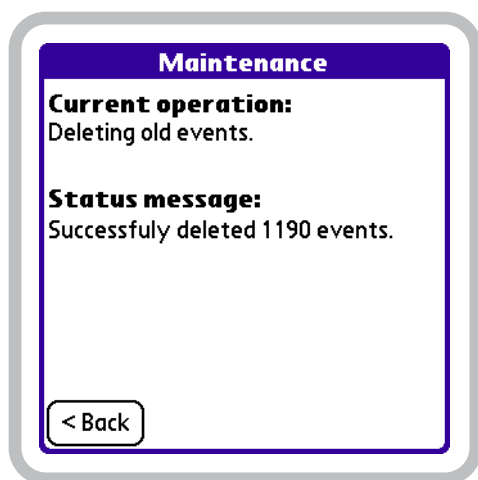 Maintenance
Current operation:
Deleting old events.
Status message:
Successfuly deleted 1190 events.
< Back